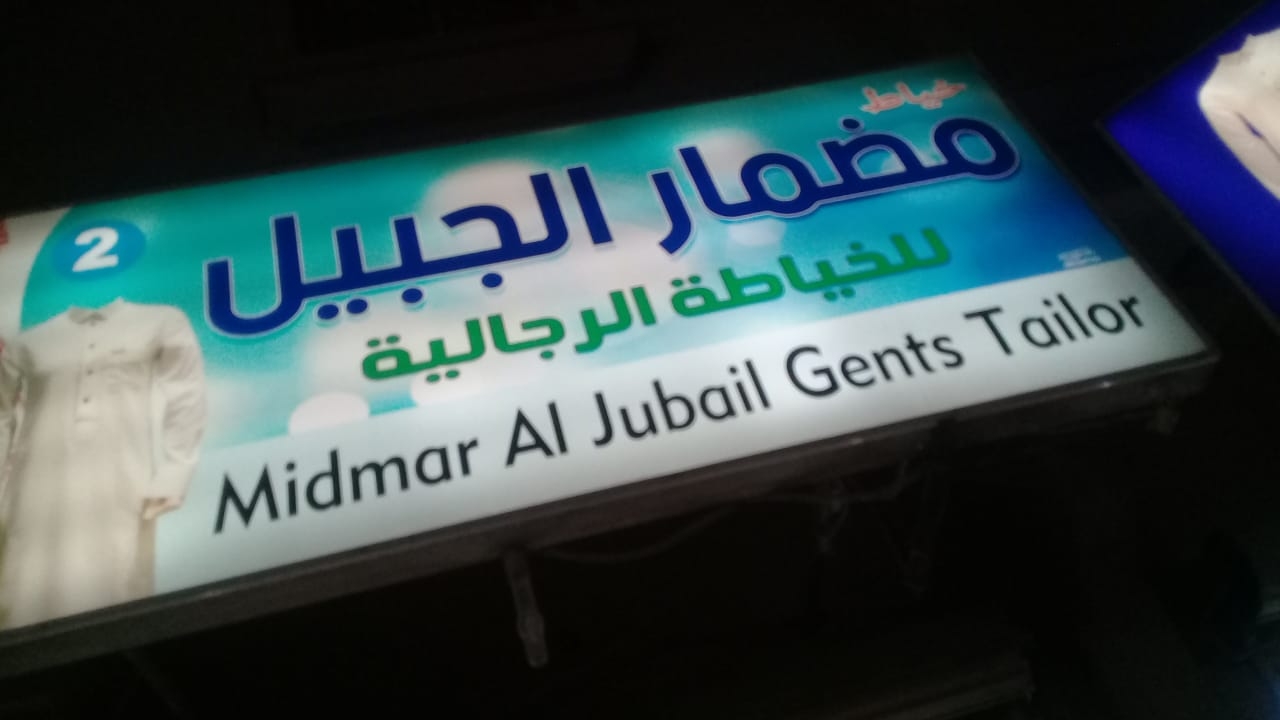 خياط
مضمار الجبيل
2
للخياطة الرجالية
Midmar Al Jubail Gents Tailor